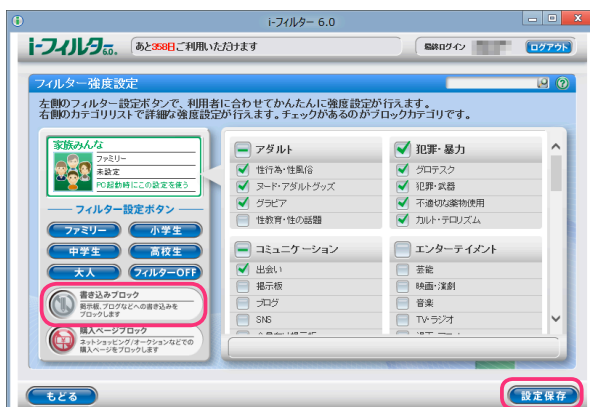 i-フィルター 6.0
i-フィルター 6.0
あと358日ご利用いただけます
最終ログイン
ログアウト
フィルター強度設定
左側のフィルター設定ボタンで、利用者に合わせてかんたんに強度設定が行えます。
右側のカテゴリリストで詳細な強度設定が行えます。チェックがあるのがブロックカテゴリです。
家族みんな
ファミリー
未設定
PC起動時にこの設定を使う
フィルター設定ボタン
ファミリー
小学生
中学生
高校生
大人
フィルターOFF
書き込みブロック
掲示板、ブログなどへの書き込みを
ブロックします
購入ページブロック
ネットショッピング/オークションなどでの
購入ページをブロックします
アダルト
性行為・性風俗
ヌード・アダルトグッズ
グラビア
性教育・性の話題
犯罪・暴力
グロテスク
犯罪・武器
不適切な薬物使用
カルト・テロリズム
コミュニケーション
出会い
掲示板
ブログ
SNS
エンターテイメント
芸能
映画・演劇
音楽
TV・ラジオ
もどる
設定保存